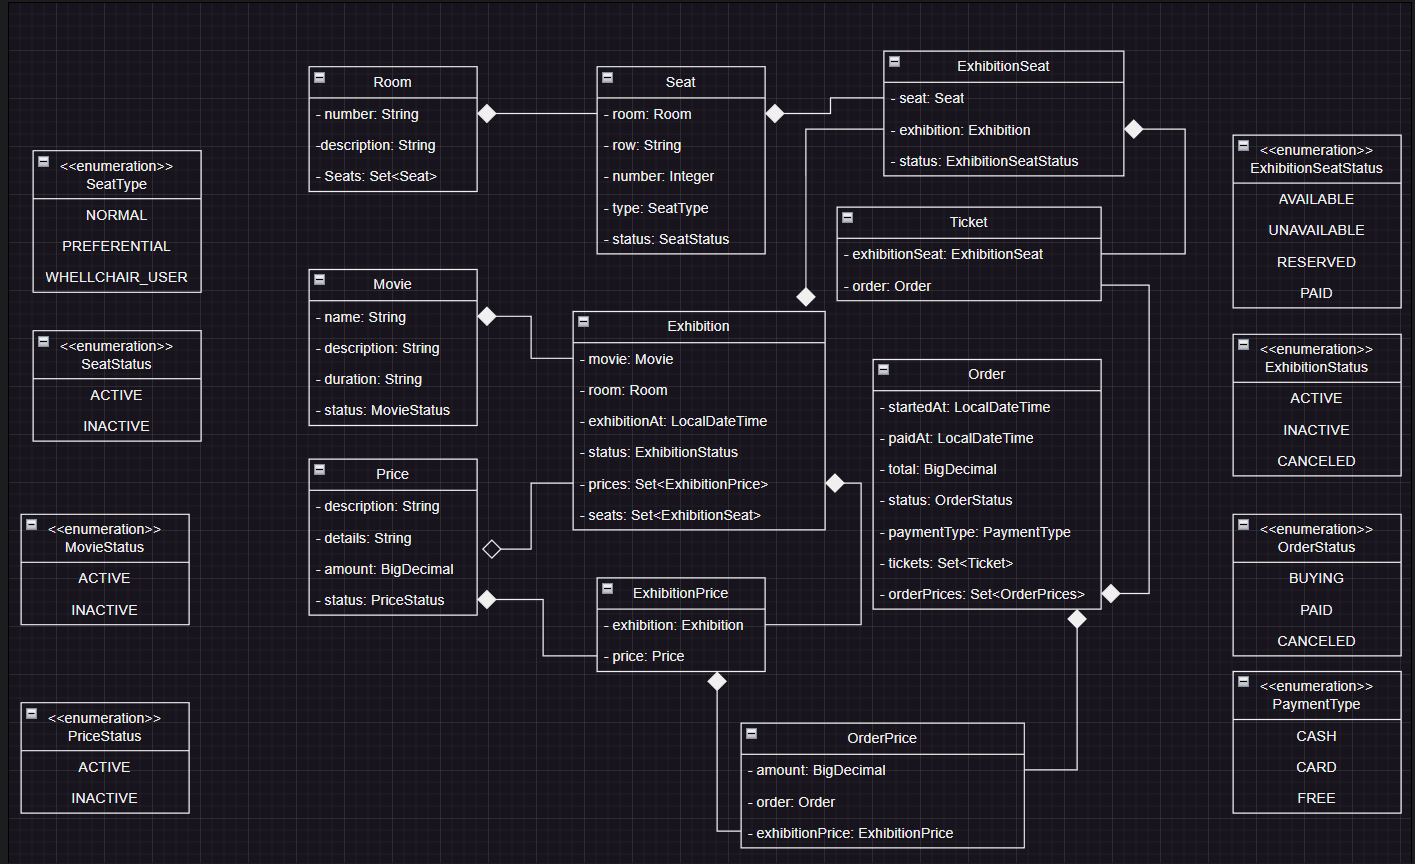 Room
- number: String
-description: String
- Seats: Set<Seat>
Seat
- room: Room
- row: String
- number: Integer
- type: SeatType
- status: SeatStatus
ExhibitionSeat
- seat: Seat
- exhibition: Exhibition
- status: ExhibitionSeatStatus
<<enumeration>>
SeatType
NORMAL
PREFERENTIAL
WHELLCHAIR_USER
<<enumeration>>
ExhibitionSeatStatus
AVAILABLE
UNAVAILABLE
RESERVED
PAID
Ticket
- exhibitionSeat: ExhibitionSeat
- order: Order
Movie
- name: String
- description: String
- duration: String
- status: MovieStatus
Exhibition
- movie: Movie
- room: Room
- exhibitionAt: LocalDateTime
- status: ExhibitionStatus
- prices: Set<ExhibitionPrice>
- seats: Set<ExhibitionSeat>
<<enumeration>>
SeatStatus
ACTIVE
INACTIVE
<<enumeration>>
ExhibitionStatus
ACTIVE
INACTIVE
CANCELED
Order
- startedAt: LocalDateTime
- paidAt: LocalDateTime
- total: BigDecimal
- status: OrderStatus
- paymentType: PaymentType
- tickets: Set<Ticket>
- orderPrices: Set<OrderPrices>
Price
- description: String
- details: String
- amount: BigDecimal
- status: PriceStatus
<<enumeration>>
MovieStatus
ACTIVE
INACTIVE
<<enumeration>>
OrderStatus
BUYING
PAID
CANCELED
ExhibitionPrice
- exhibition: Exhibition
- price: Price
<<enumeration>>
PaymentType
CASH
CARD
FREE
<<enumeration>>
PriceStatus
ACTIVE
INACTIVE
OrderPrice
- amount: BigDecimal
- order: Order
- exhibitionPrice: ExhibitionPrice